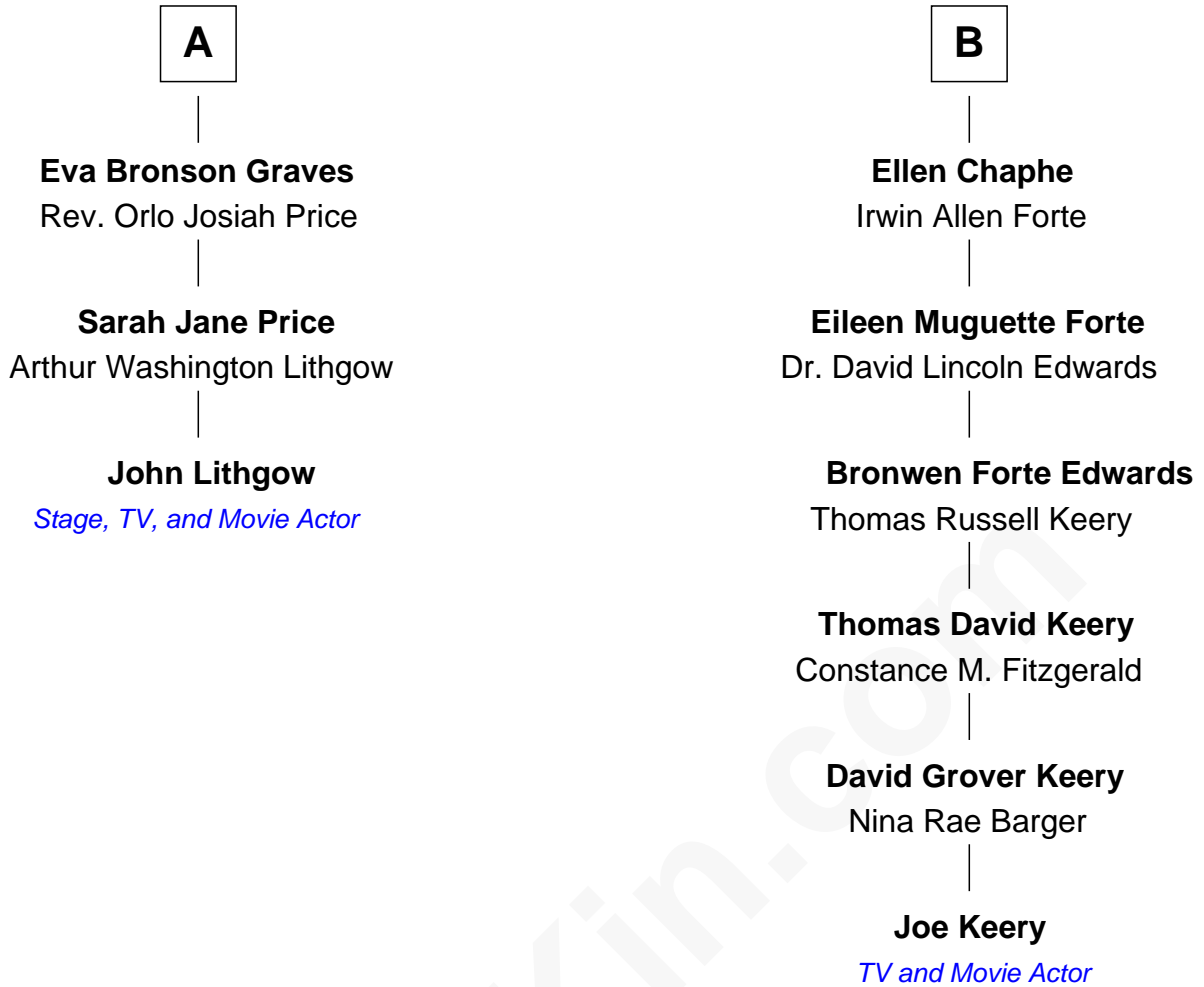 A
Eva Bronson Graves
Rev. Orlo Josiah Price
Sarah Jane Price
Arthur Washington Lithgow
John Lithgow
Stage, TV, and Movie Actor
B
Ellen Chaphe
Irwin Allen Forte
Eileen Muguette Forte
Dr. David Lincoln Edwards
Bronwen Forte Edwards
Thomas Russell Keery
Thomas David Keery
Constance M. Fitzgerald
David Grover Keery
Nina Rae Barger
Joe Keery
TV and Movie Actor
Kin.com